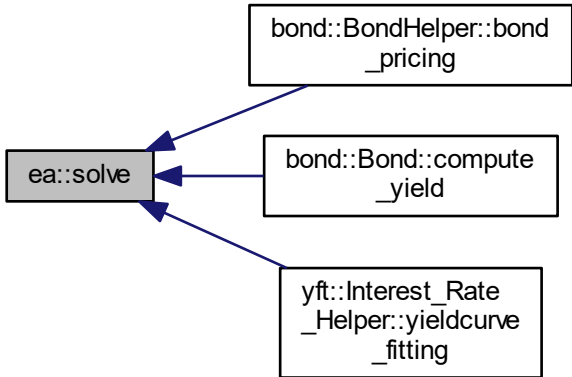 bond::BondHelper::bond
_pricing
ea::solve
bond::Bond::compute
_yield
yft::Interest_Rate
_Helper::yieldcurve
_fitting